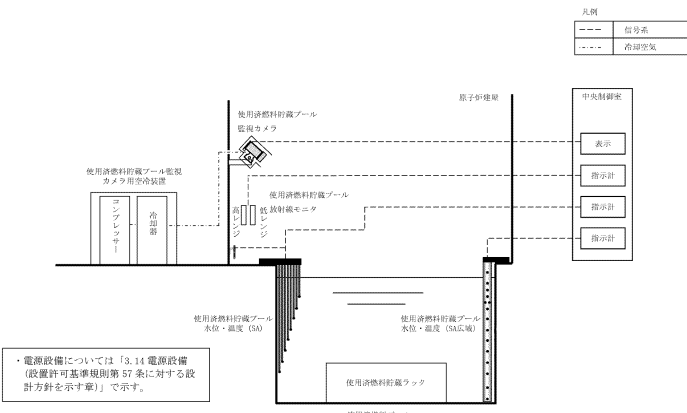 凡例
信号系
冷却空気
原子炉建屋
中央制御室
使用済燃料貯蔵プール
監視カメラ
表示
使用済燃料貯蔵プール監視
カメラ用空冷装置
指示計
使用済燃料貯蔵プール
放射線モニタ
コンプレッサー
冷却器
高レンジ
低レンジ
指示計
指示計
使用済燃料貯蔵プール
水位・温度(SA)
使用済燃料貯蔵プール
水位・温度(SA広域)
・電源設備については「3.14 電源設備
(設置許可基準規則第 57 条に対する設
計方針を示す章)」で示す。
使用済燃料貯蔵ラック